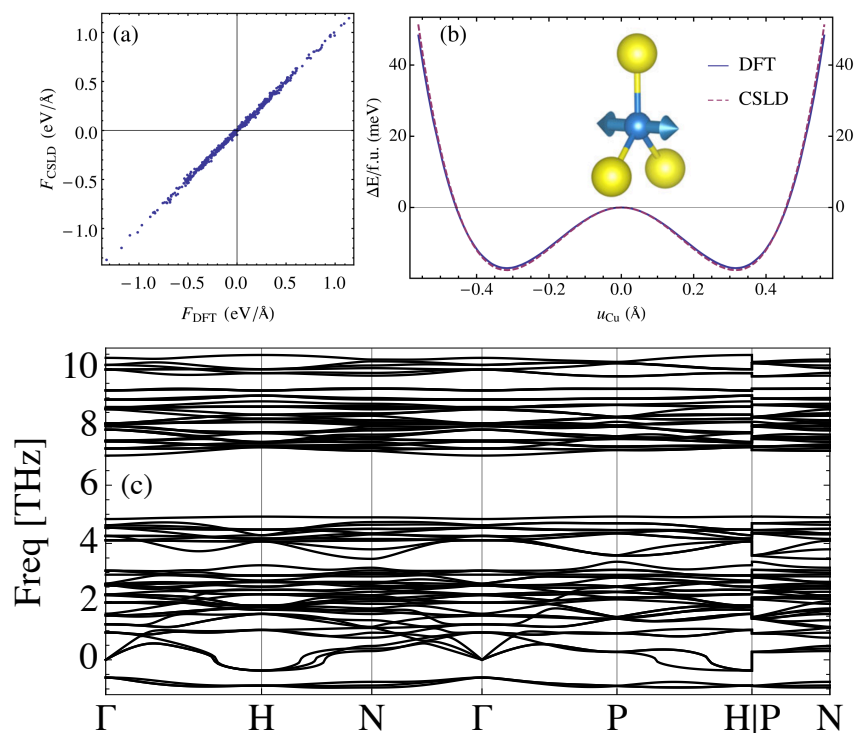 (a)
1.0
0.5
0.0
−0.5
−1.0
F_CSLD (eV/Å)
−1.0 −0.5 0.0 0.5 1.0
F_DFT (eV/Å)
(b)
DFT
CSLD
40
20
0
ΔE/f.u. (meV)
40
20
0
−0.4 −0.2 0.0 0.2 0.4
u_Cu (Å)
(c)
10
8
6
4
2
0
Freq [THz]
Γ H N Γ P H|P N